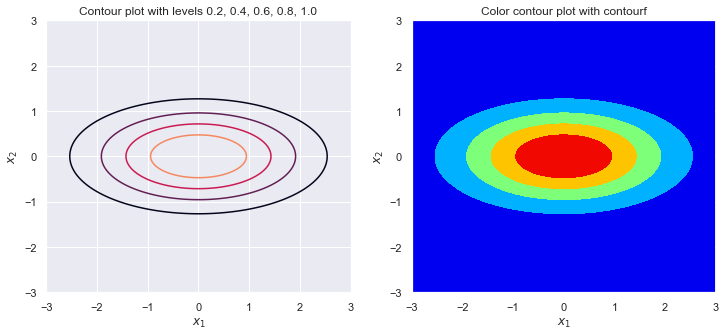 Contour plot with levels 0.2, 0.4, 0.6, 0.8, 1.0
3
2
1
0
−1
−2
−3
x₂
−3 −2 −1 0 1 2 3
x₁
Color contour plot with contourf
3
2
1
0
−1
−2
−3
x₂
−3 −2 −1 0 1 2 3
x₁